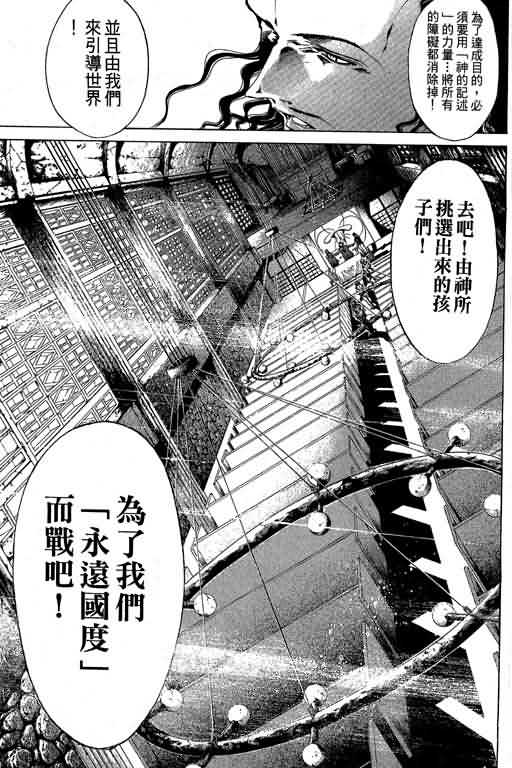 為了達成目的，必
須要用「神的記述
」的力量…將所有
的障礙都消除掉！
並且由我們
來引導世界
！
去吧！由神所
挑選出來的孩
子們！
為了我們
「永遠國度」
而戰吧！